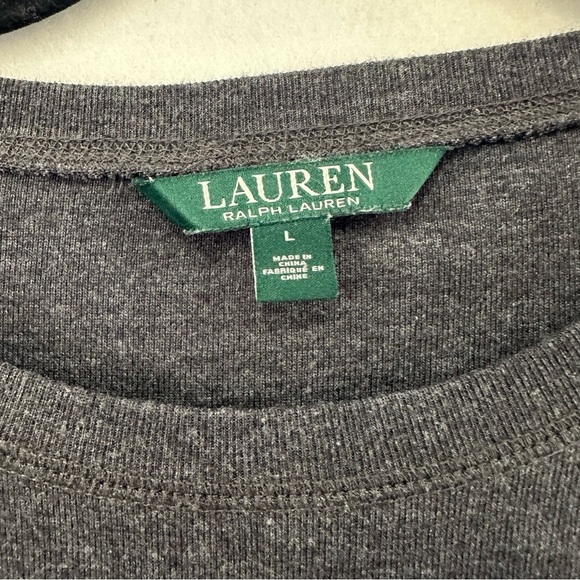 LAUREN
RALPH LAUREN
L
MADE IN
CHINA
FABRIQUÉ EN
CHINE